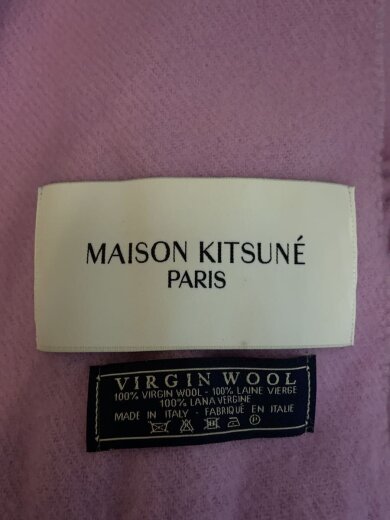 MAISON KITSUNÉ
PARIS
VIRGIN WOOL
100% VIRGIN WOOL - 100% LAINE VIERGE
100% LANA VERGINE
MADE IN ITALY - FABRIQUÉ EN ITALIE